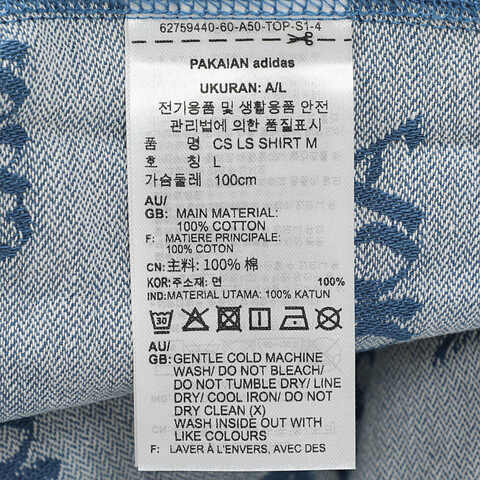 62759440-60-A50-TOP-S1-4
PAKAIAN adidas
UKURAN: A/L
전기용품 및 생활용품 안전
관리법에 의한 품질표시
품 명 CS LS SHIRT M
호 칭 L
가슴둘레 100cm
AU/
GB: MAIN MATERIAL:
100% COTTON
F: MATIERE PRINCIPALE:
100% COTON
CN: 主料: 100% 棉
KOR: 주소재: 면 100%
IND: MATERIAL UTAMA: 100% KATUN
30
AU/
GB: GENTLE COLD MACHINE
WASH/ DO NOT BLEACH/
DO NOT TUMBLE DRY/ LINE
DRY/ COOL IRON/ DO NOT
DRY CLEAN (X)
WASH INSIDE OUT WITH
LIKE COLOURS
F: LAVER À L'ENVERS, AVEC DES